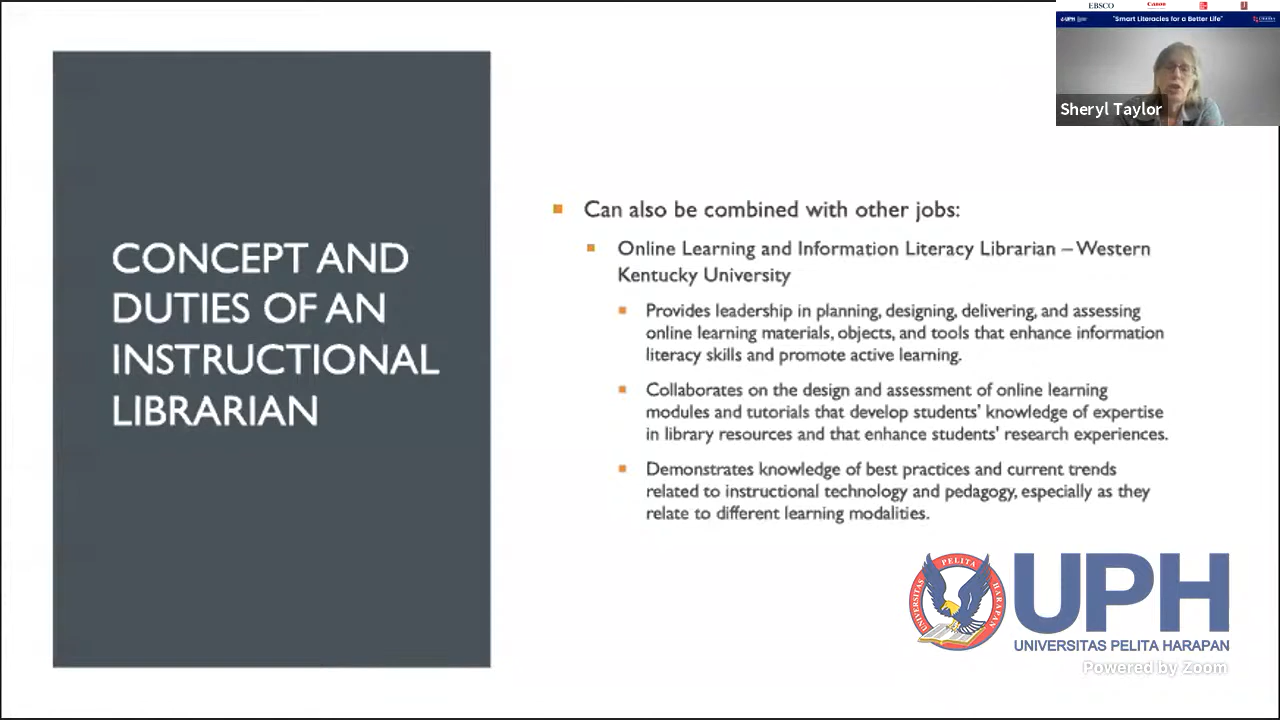 EBSCO
Canon
UPH
"Smart Literacies for a Better Life"
Sheryl Taylor
CONCEPT AND
DUTIES OF AN
INSTRUCTIONAL
LIBRARIAN
Can also be combined with other jobs:
Online Learning and Information Literacy Librarian – Western
Kentucky University
Provides leadership in planning, designing, delivering, and assessing
online learning materials, objects, and tools that enhance information
literacy skills and promote active learning.
Collaborates on the design and assessment of online learning
modules and tutorials that develop students' knowledge of expertise
in library resources and that enhance students' research experiences.
Demonstrates knowledge of best practices and current trends
related to instructional technology and pedagogy, especially as they
relate to different learning modalities.
UNIVERSITAS PELITA HARAPAN
UPH
UNIVERSITAS PELITA HARAPAN
Powered by Zoom